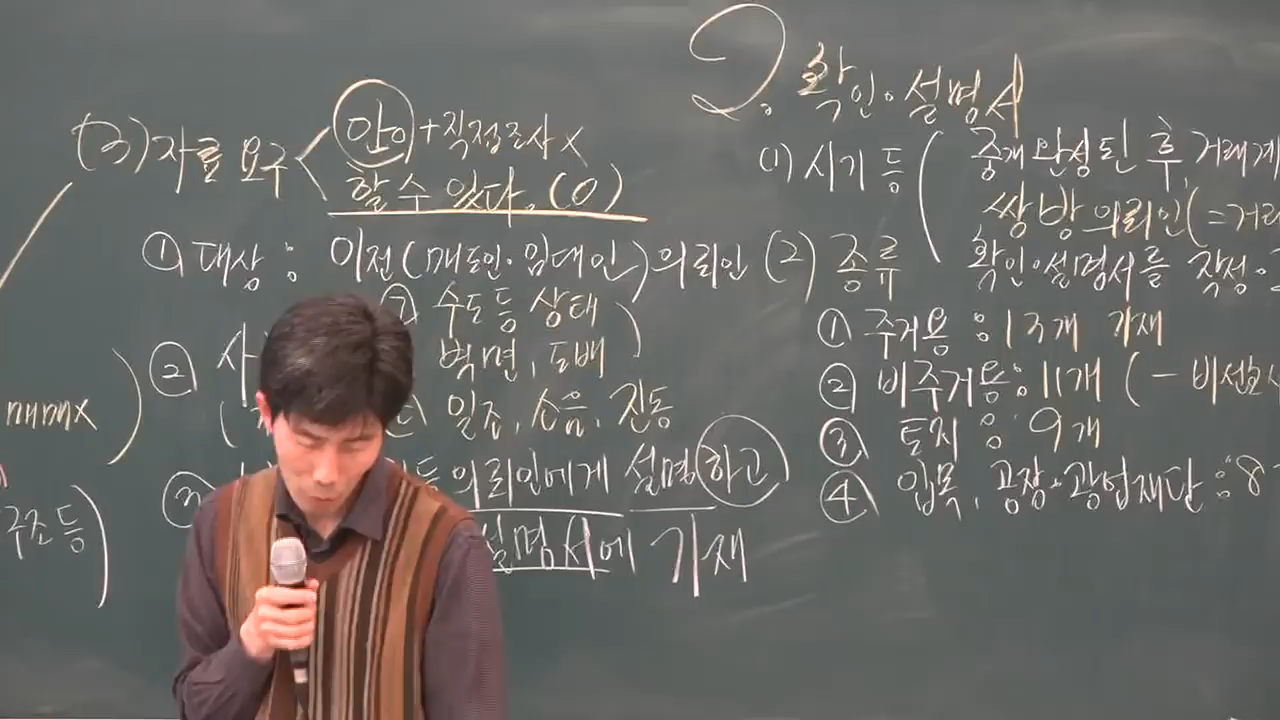 (3) 자료요구 < 안 + 직접조사 ×
할 수 있다. (O)
① 대상 : 이전(매도인·임대인)의뢰인
수도 등 상태
② 사
벽면, 도배
일조, 소음, 진동
③ 의뢰인에게 설명하고
설명서에 기재
구조 등
2. 확인·설명서
(1) 시기 등 ( 중개완성된 후, 거래계
쌍방의뢰인(=거래
확인·설명서를 작성·
(2) 종류
① 주거용 : 13개 기재
② 비주거용 : 11개 (- 비선호시
③ 토지 : 9개
④ 입목, 공장·광업재단 : 8